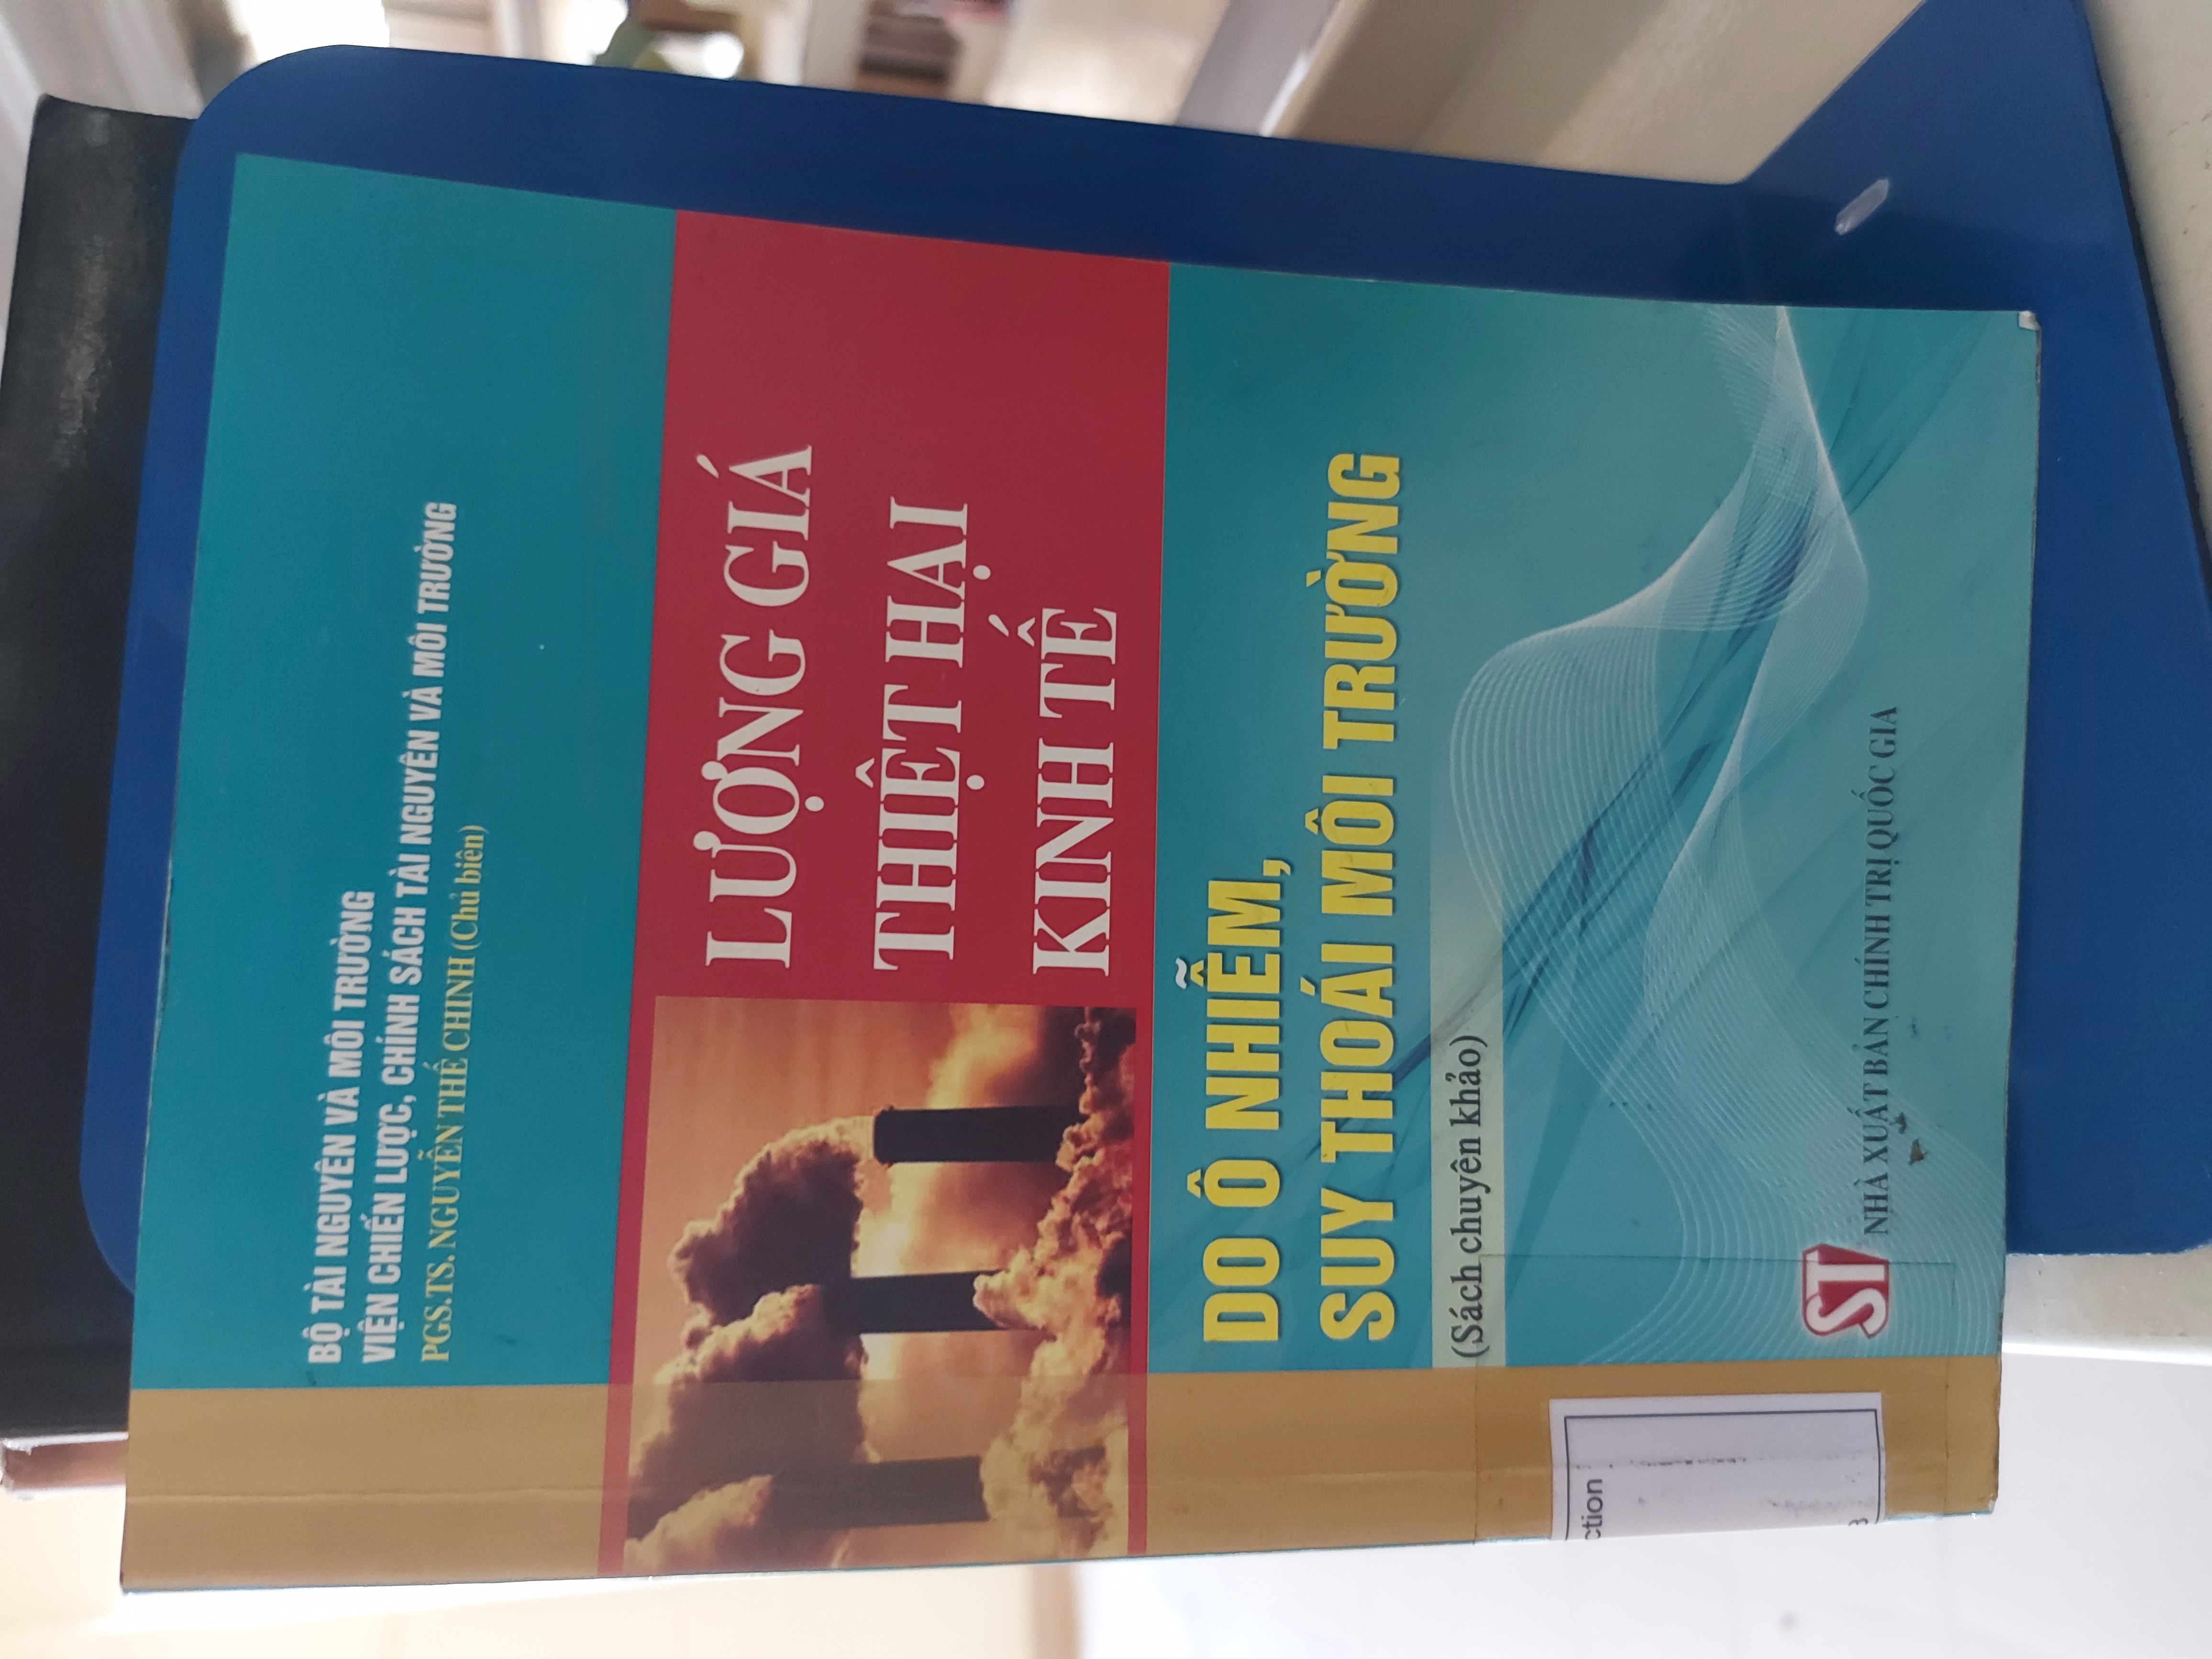 BỘ TÀI NGUYÊN VÀ MÔI TRƯỜNG
VIỆN CHIẾN LƯỢC, CHÍNH SÁCH TÀI NGUYÊN VÀ MÔI TRƯỜNG
PGS.TS. NGUYỄN THẾ CHINH (Chủ biên)
LƯỢNG GIÁ
THIỆT HẠI
KINH TẾ
DO Ô NHIỄM,
SUY THOÁI MÔI TRƯỜNG
(Sách chuyên khảo)
ction
ST NHÀ XUẤT BẢN CHÍNH TRỊ QUỐC GIA